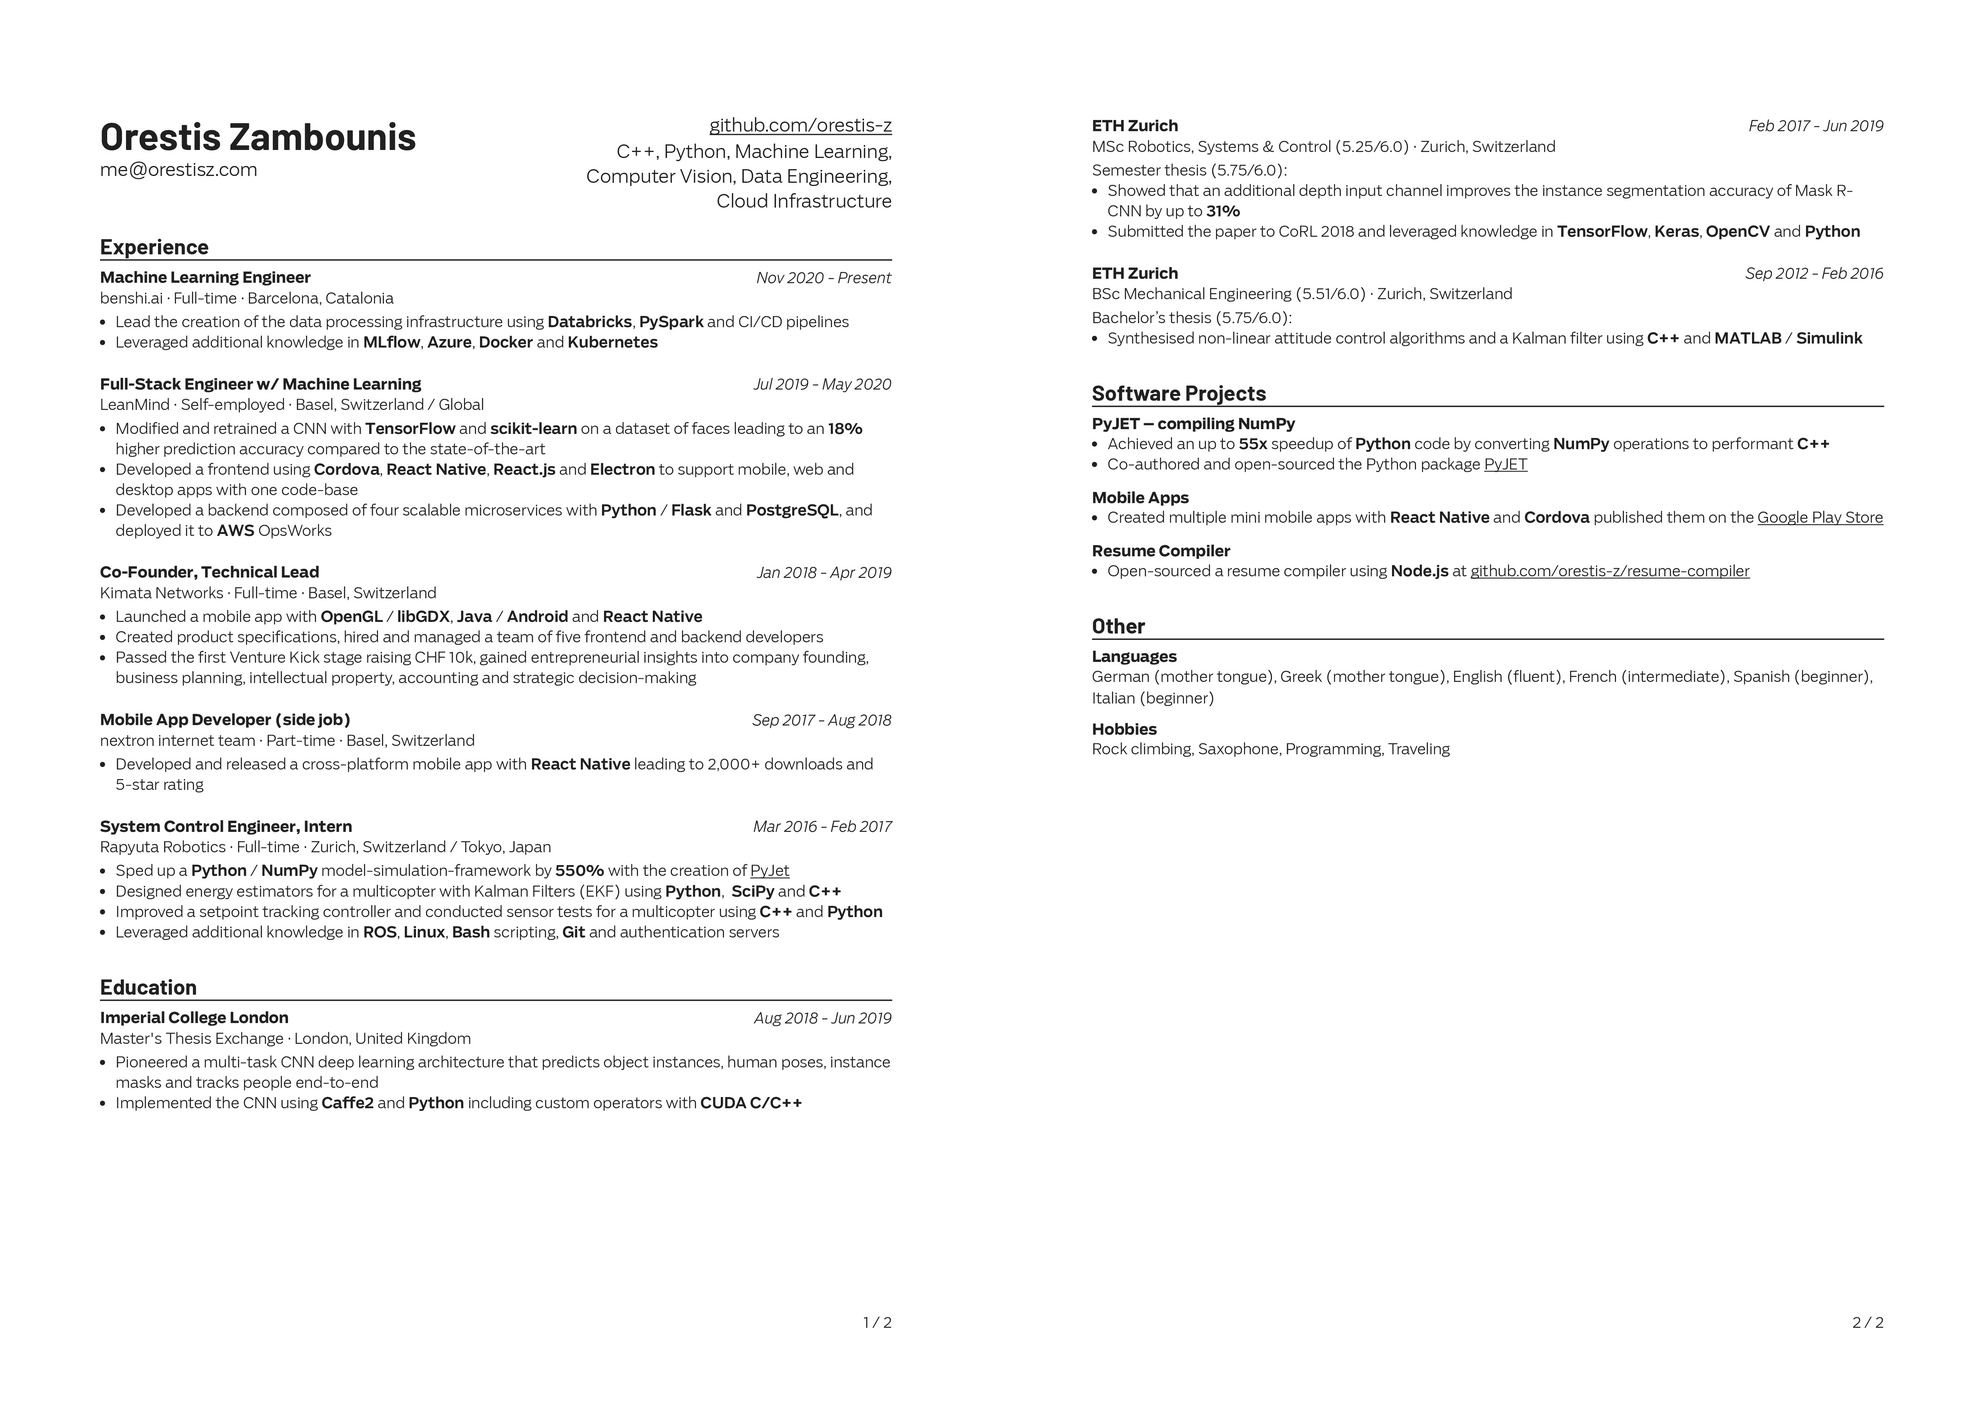 Orestis Zambounis
me@orestisz.com
github.com/orestis-z
C++, Python, Machine Learning,
Computer Vision, Data Engineering,
Cloud Infrastructure
Experience
Machine Learning Engineer Nov 2020 - Present
benshi.ai · Full-time · Barcelona, Catalonia
• Lead the creation of the data processing infrastructure using Databricks, PySpark and CI/CD pipelines
• Leveraged additional knowledge in MLflow, Azure, Docker and Kubernetes
Full-Stack Engineer w/ Machine Learning Jul 2019 - May 2020
LeanMind · Self-employed · Basel, Switzerland / Global
• Modified and retrained a CNN with TensorFlow and scikit-learn on a dataset of faces leading to an 18%
higher prediction accuracy compared to the state-of-the-art
• Developed a frontend using Cordova, React Native, React.js and Electron to support mobile, web and
desktop apps with one code-base
• Developed a backend composed of four scalable microservices with Python / Flask and PostgreSQL, and
deployed it to AWS OpsWorks
Co-Founder, Technical Lead Jan 2018 - Apr 2019
Kimata Networks · Full-time · Basel, Switzerland
• Launched a mobile app with OpenGL / libGDX, Java / Android and React Native
• Created product specifications, hired and managed a team of five frontend and backend developers
• Passed the first Venture Kick stage raising CHF 10k, gained entrepreneurial insights into company founding,
business planning, intellectual property, accounting and strategic decision-making
Mobile App Developer (side job) Sep 2017 - Aug 2018
nextron internet team · Part-time · Basel, Switzerland
• Developed and released a cross-platform mobile app with React Native leading to 2,000+ downloads and
5-star rating
System Control Engineer, Intern Mar 2016 - Feb 2017
Rapyuta Robotics · Full-time · Zurich, Switzerland / Tokyo, Japan
• Sped up a Python / NumPy model-simulation-framework by 550% with the creation of PyJet
• Designed energy estimators for a multicopter with Kalman Filters (EKF) using Python, SciPy and C++
• Improved a setpoint tracking controller and conducted sensor tests for a multicopter using C++ and Python
• Leveraged additional knowledge in ROS, Linux, Bash scripting, Git and authentication servers
Education
Imperial College London Aug 2018 - Jun 2019
Master's Thesis Exchange · London, United Kingdom
• Pioneered a multi-task CNN deep learning architecture that predicts object instances, human poses, instance
masks and tracks people end-to-end
• Implemented the CNN using Caffe2 and Python including custom operators with CUDA C/C++
1 / 2
ETH Zurich Feb 2017 - Jun 2019
MSc Robotics, Systems & Control (5.25/6.0) · Zurich, Switzerland
Semester thesis (5.75/6.0):
• Showed that an additional depth input channel improves the instance segmentation accuracy of Mask R-
CNN by up to 31%
• Submitted the paper to CoRL 2018 and leveraged knowledge in TensorFlow, Keras, OpenCV and Python
ETH Zurich Sep 2012 - Feb 2016
BSc Mechanical Engineering (5.51/6.0) · Zurich, Switzerland
Bachelor’s thesis (5.75/6.0):
• Synthesised non-linear attitude control algorithms and a Kalman filter using C++ and MATLAB / Simulink
Software Projects
PyJET – compiling NumPy
• Achieved an up to 55x speedup of Python code by converting NumPy operations to performant C++
• Co-authored and open-sourced the Python package PyJET
Mobile Apps
• Created multiple mini mobile apps with React Native and Cordova published them on the Google Play Store
Resume Compiler
• Open-sourced a resume compiler using Node.js at github.com/orestis-z/resume-compiler
Other
Languages
German (mother tongue), Greek (mother tongue), English (fluent), French (intermediate), Spanish (beginner),
Italian (beginner)
Hobbies
Rock climbing, Saxophone, Programming, Traveling
2 / 2